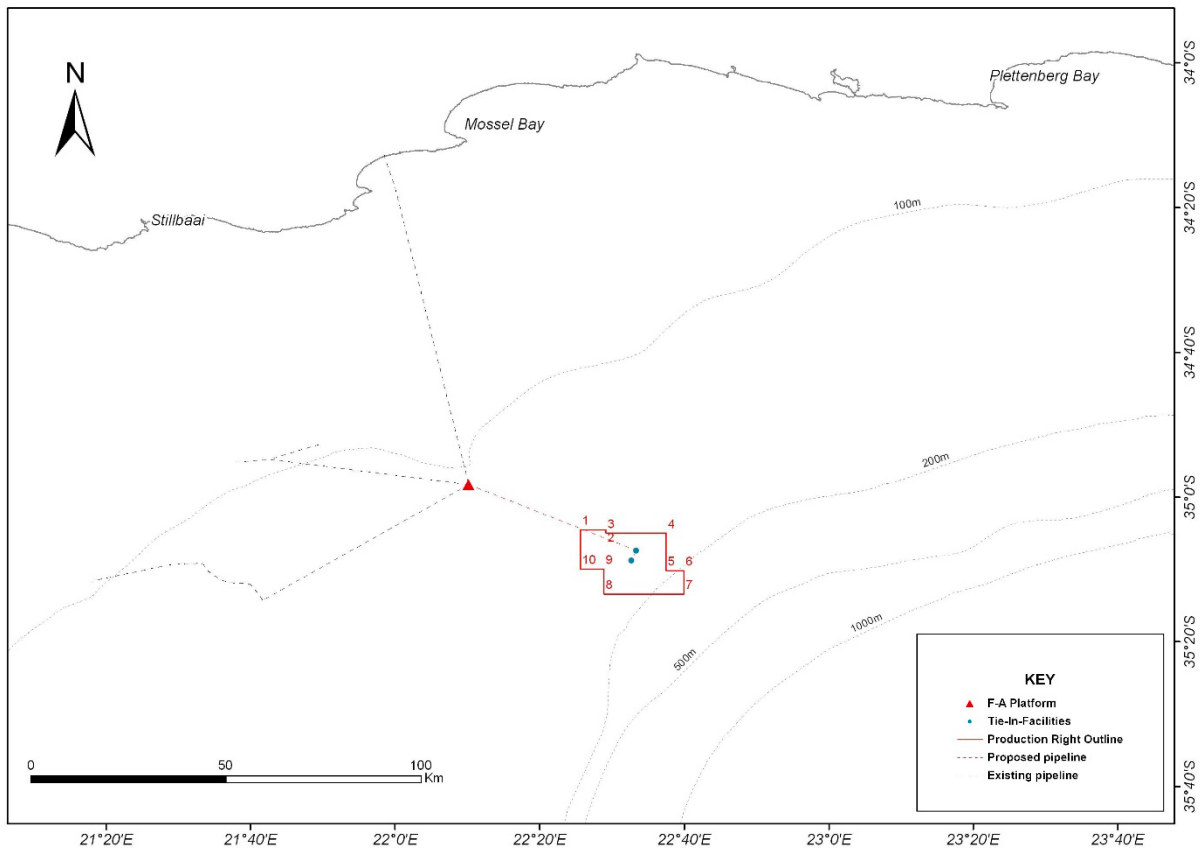 N
Plettenberg Bay
34°0'S
Mossel Bay
Stillbaai
100m
34°20'S
34°40'S
200m
35°0'S
1
3
4
2
10
9
5
6
8
7
1000m
500m
35°20'S
KEY
F-A Platform
Tie-In-Facilities
Production Right Outline
Proposed pipeline
Existing pipeline
0
50
100
Km
35°40'S
21°20'E
21°40'E
22°0'E
22°20'E
22°40'E
23°0'E
23°20'E
23°40'E